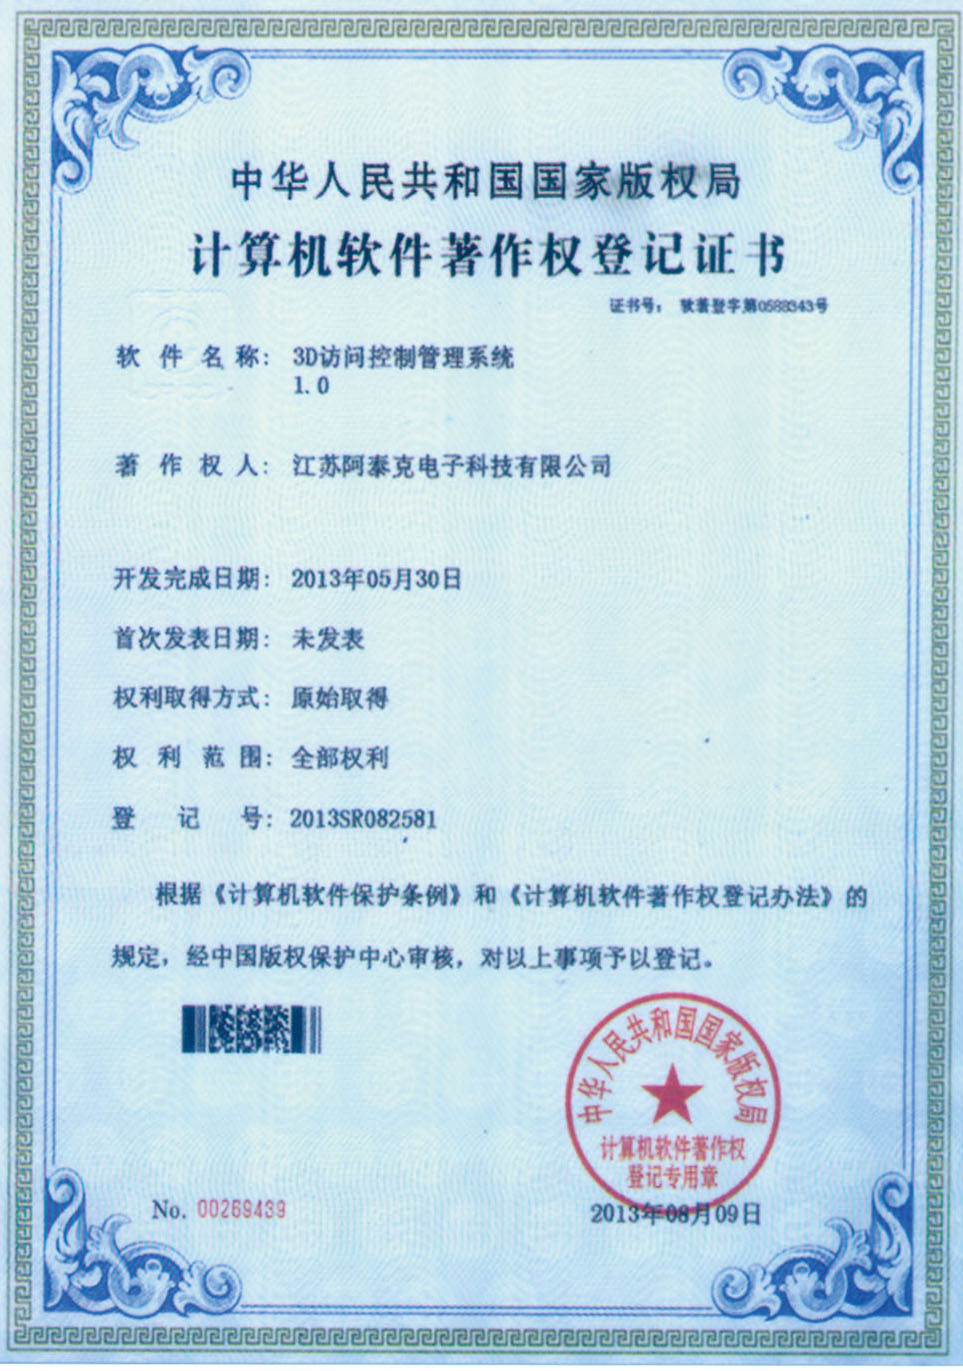 中华人民共和国国家版权局
计算机软件著作权登记证书
证书号： 软著登字第0588343号
软件名称： 3D访问控制管理系统
1.0
著作权人： 江苏阿泰克电子科技有限公司
开发完成日期： 2013年05月30日
首次发表日期： 未发表
权利取得方式： 原始取得
权利范围： 全部权利
登记号： 2013SR082581
根据《计算机软件保护条例》和《计算机软件著作权登记办法》的
规定，经中国版权保护中心审核，对以上事项予以登记。
中华人民共和国国家版权局
计算机软件著作权
登记专用章
No. 00269439
2013年08月09日